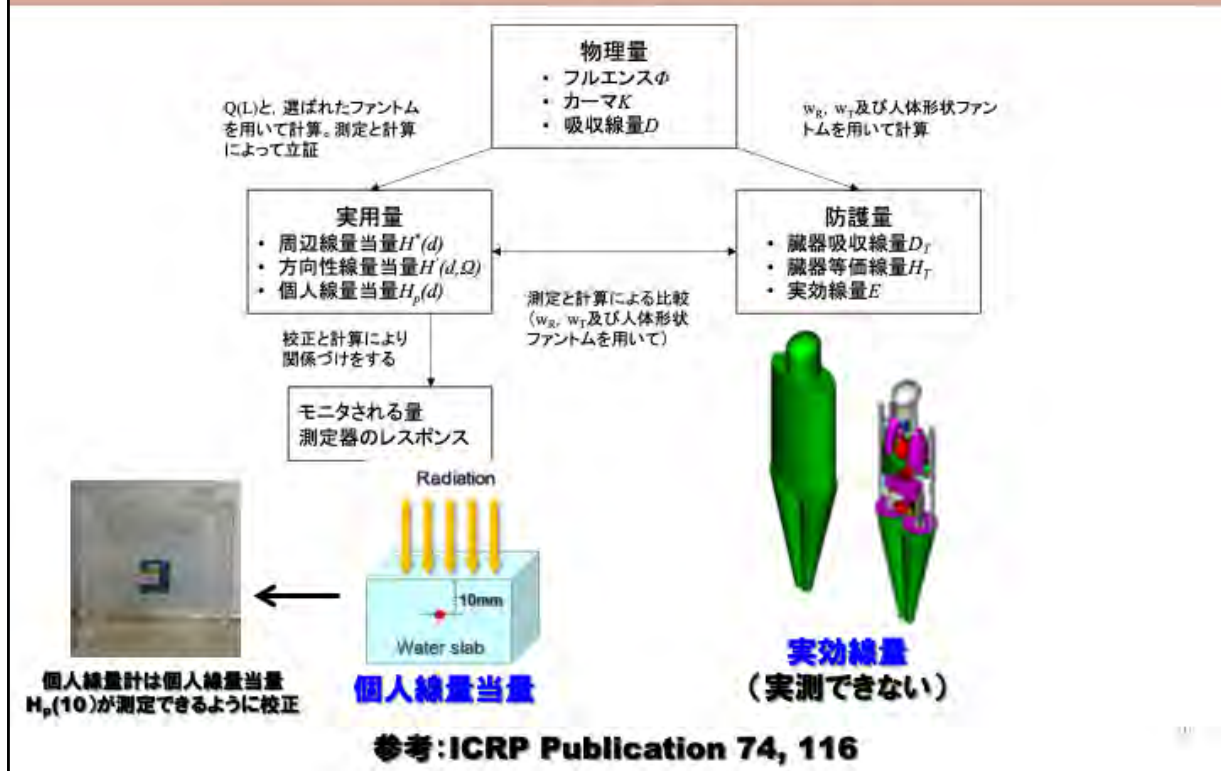 物理量
・ フルエンスΦ
・ カーマK
・ 吸収線量D
Q(L)と, 選ばれたファントム
を用いて計算。測定と計算
によって立証
w_R, w_T及び人体形状ファン
トムを用いて計算
実用量
・ 周辺線量当量H*(d)
・ 方向性線量当量H'(d,Ω)
・ 個人線量当量H_p(d)
防護量
・ 臓器吸収線量D_T
・ 臓器等価線量H_T
・ 実効線量E
測定と計算による比較
(w_R, w_T及び人体形状
ファントムを用いて)
校正と計算により
関係づけをする
モニタされる量
測定器のレスポンス
Radiation
10mm
Water slab
個人線量当量
個人線量計は個人線量当量
H_p(10)が測定できるように校正
実効線量
(実測できない)
参考:ICRP Publication 74, 116